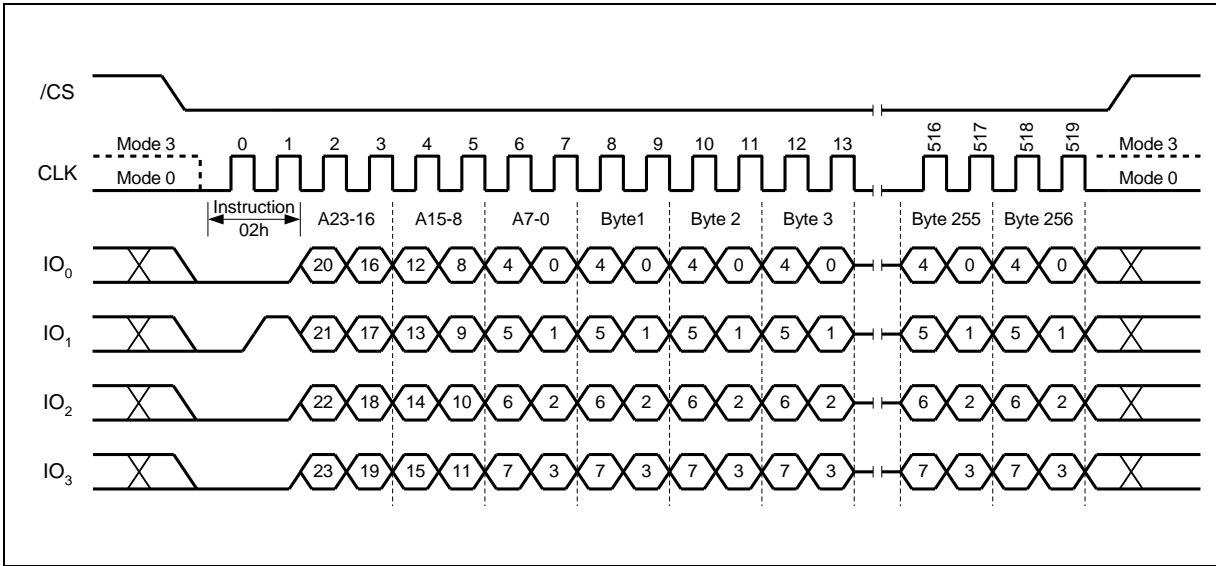 /CS
Mode 3 0 1 2 3 4 5 6 7 8 9 10 11 12 13 516 517 518 519 Mode 3
CLK
Mode 0 Mode 0
Instruction
02h
A23-16 A15-8 A7-0 Byte1 Byte 2 Byte 3 Byte 255 Byte 256
IO0 20 16 12 8 4 0 4 0 4 0 4 0 4 0 4 0
IO1 21 17 13 9 5 1 5 1 5 1 5 1 5 1 5 1
IO2 22 18 14 10 6 2 6 2 6 2 6 2 6 2 6 2
IO3 23 19 15 11 7 3 7 3 7 3 7 3 7 3 7 3